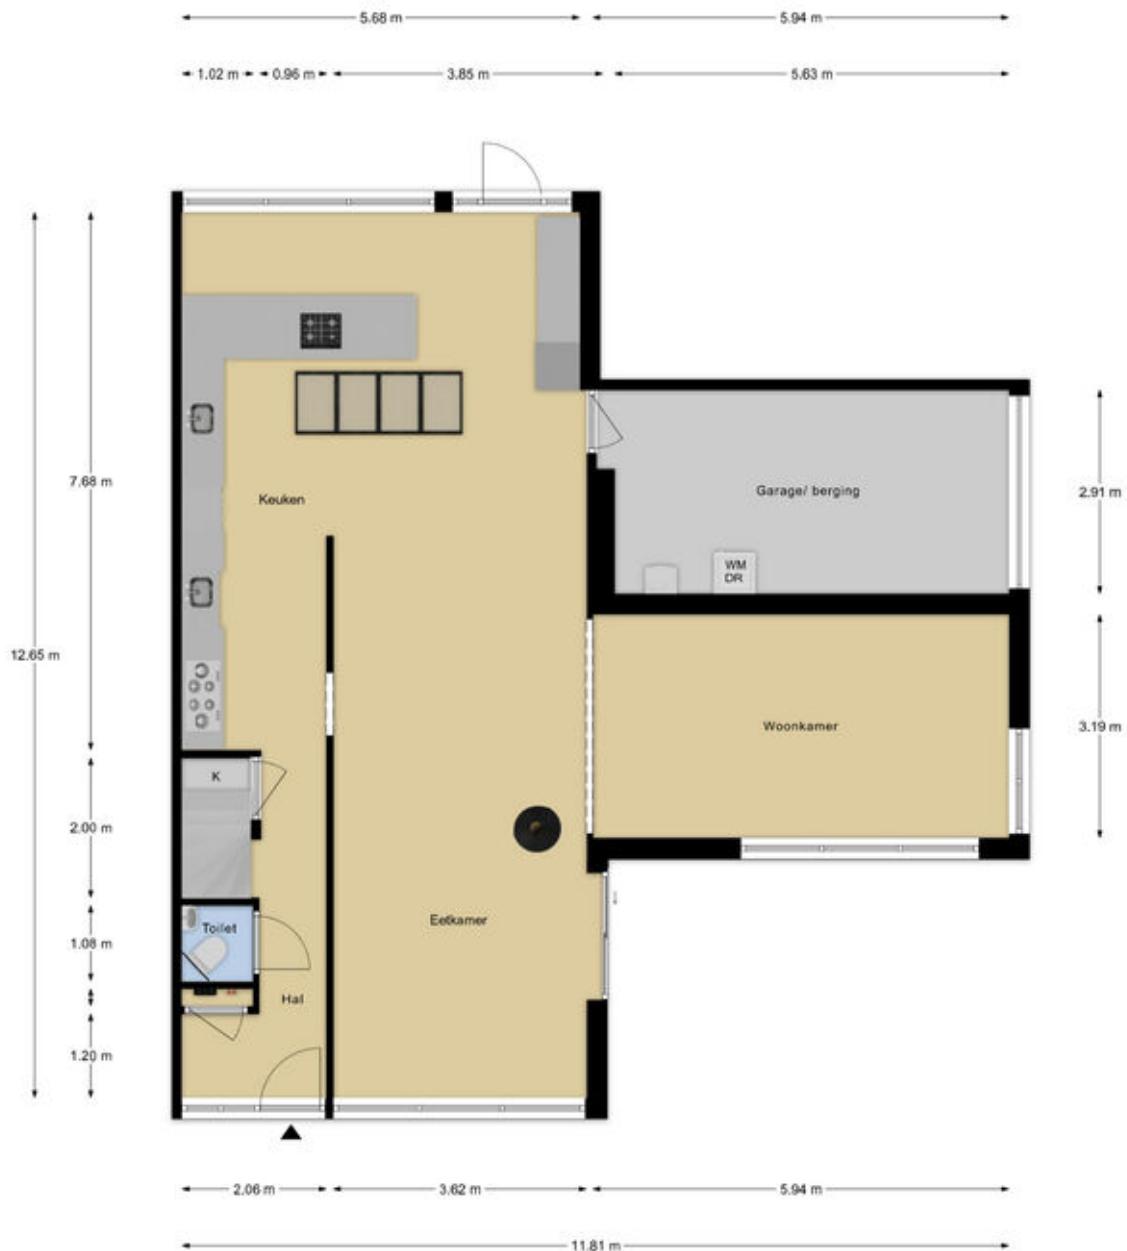 5.68 m
5.94 m
1.02 m
0.96 m
3.85 m
5.63 m
7.68 m
Keuken
Garage/ berging
2.91 m
WM
DR
12.65 m
Woonkamer
3.19 m
K
2.00 m
Toilet
Eetkamer
1.08 m
Hal
1.20 m
2.06 m
3.62 m
5.94 m
11.81 m